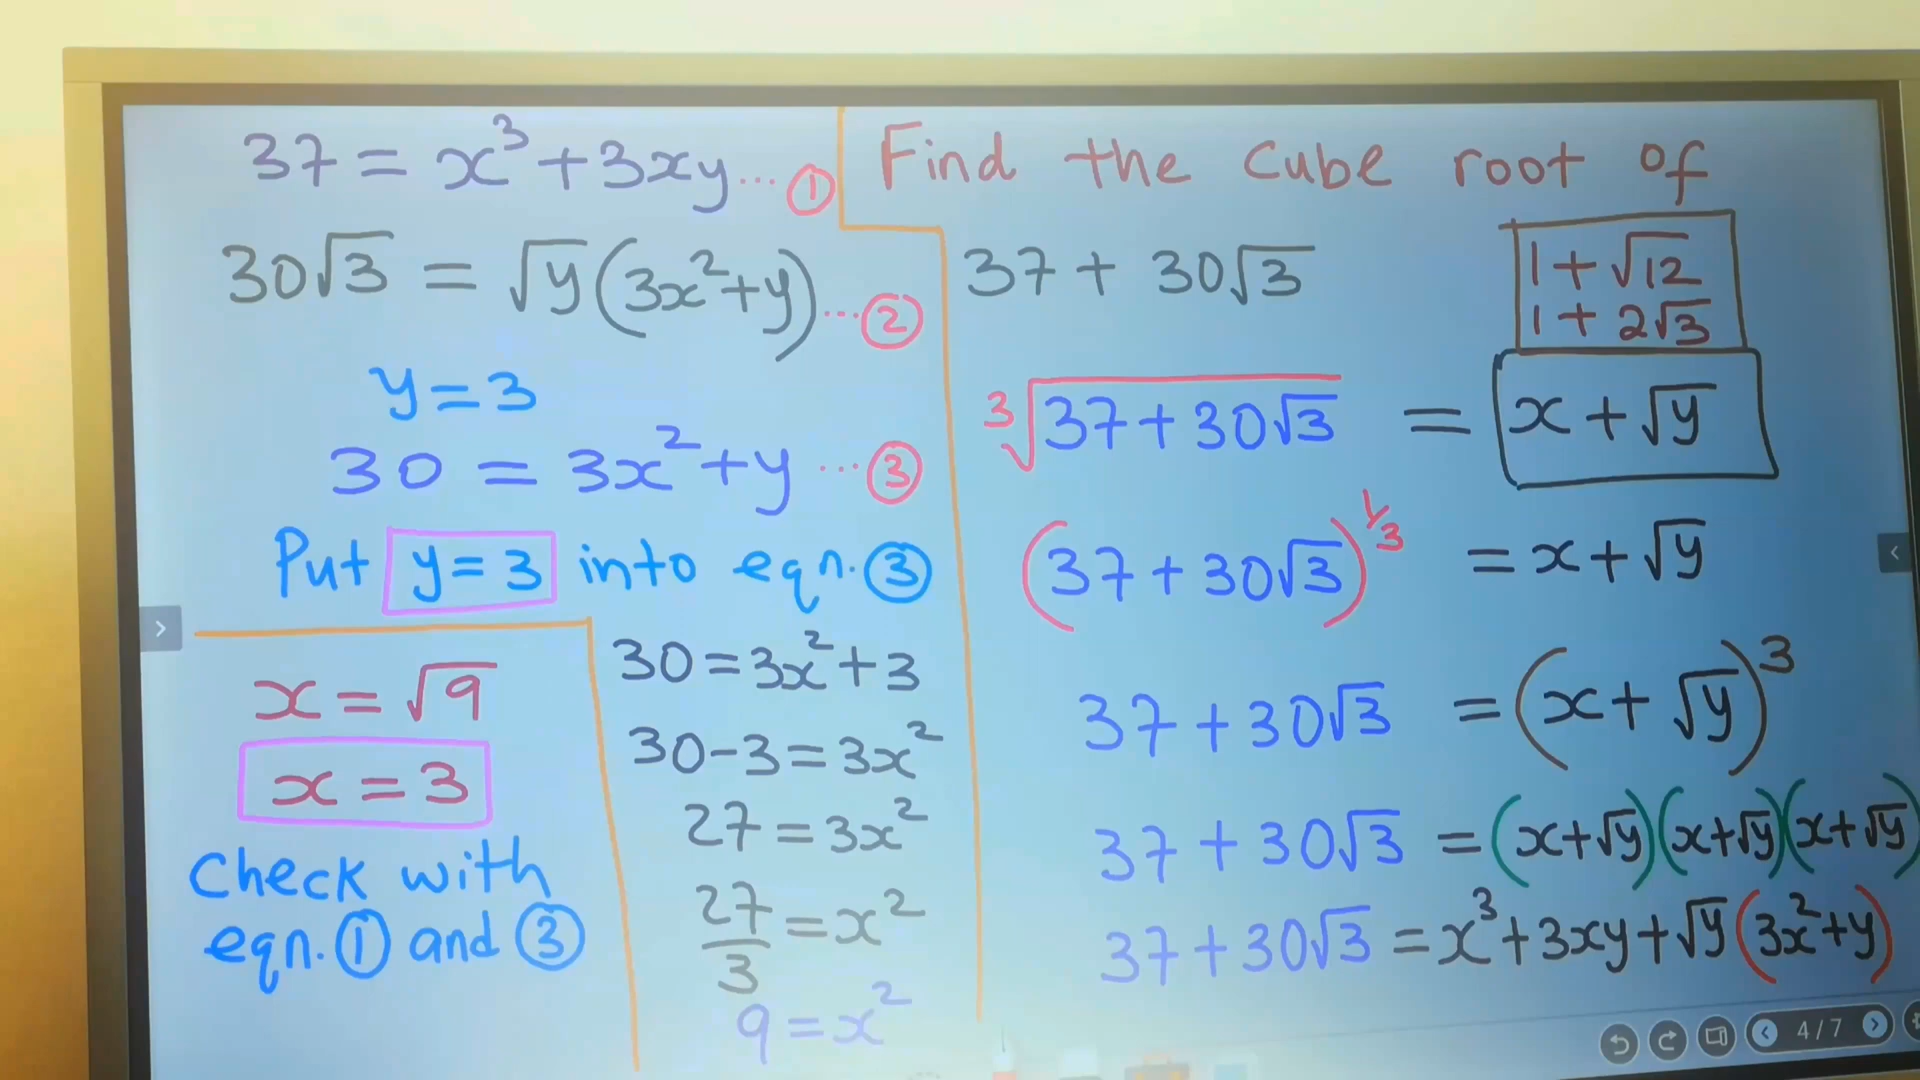 37 = x³ + 3xy ... ①
30√3 = √y(3x² + y) ... ②
y = 3
30 = 3x² + y ... ③
Put y = 3 into eqn. ③
x = √9
x = 3
Check with
eqn. ① and ③
30 = 3x² + 3
30 - 3 = 3x²
27 = 3x²
27/3 = x²
9 = x²
Find the cube root of
37 + 30√3
1 + √12
1 + 2√3
³√37 + 30√3 = x + √y
(37 + 30√3)^1/3 = x + √y
37 + 30√3 = (x + √y)³
37 + 30√3 = (x + √y)(x + √y)(x + √y)
37 + 30√3 = x³ + 3xy + √y(3x² + y)
4/7